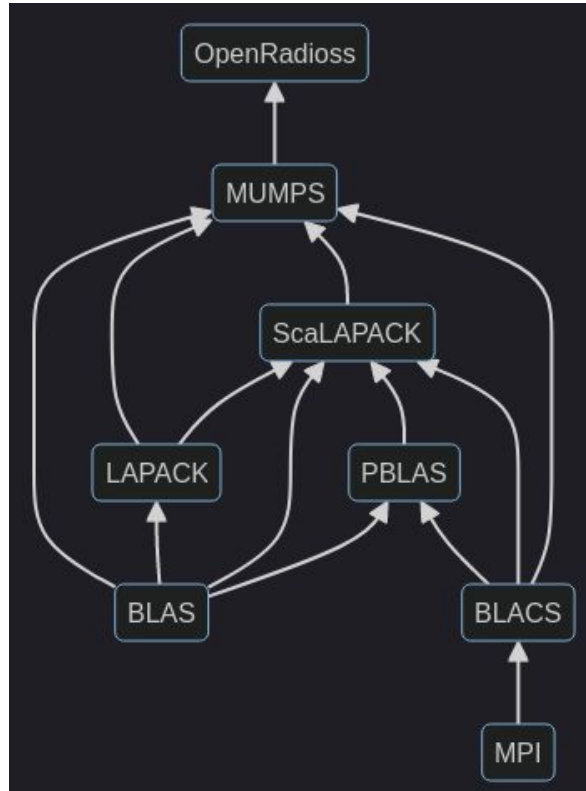 OpenRadioss
MUMPS
ScaLAPACK
LAPACK
PBLAS
BLAS
BLACS
MPI